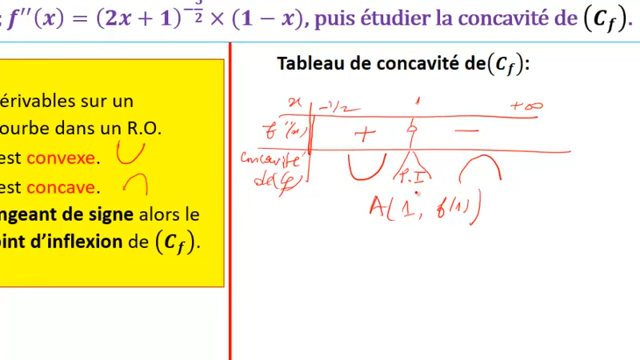 ; f''(x) = (2x + 1)^{-5/2} × (1 − x), puis étudier la concavité de (C_f).
érivables sur un
ourbe dans un R.O.
est convexe.
est concave.
ngeant de signe alors le
oint d'inflexion de (C_f).
Tableau de concavité de(C_f):
x -1/2 1 +∞
f''(x) + 0 −
Concavité
de (Cf) P.I
A(1, f(1))